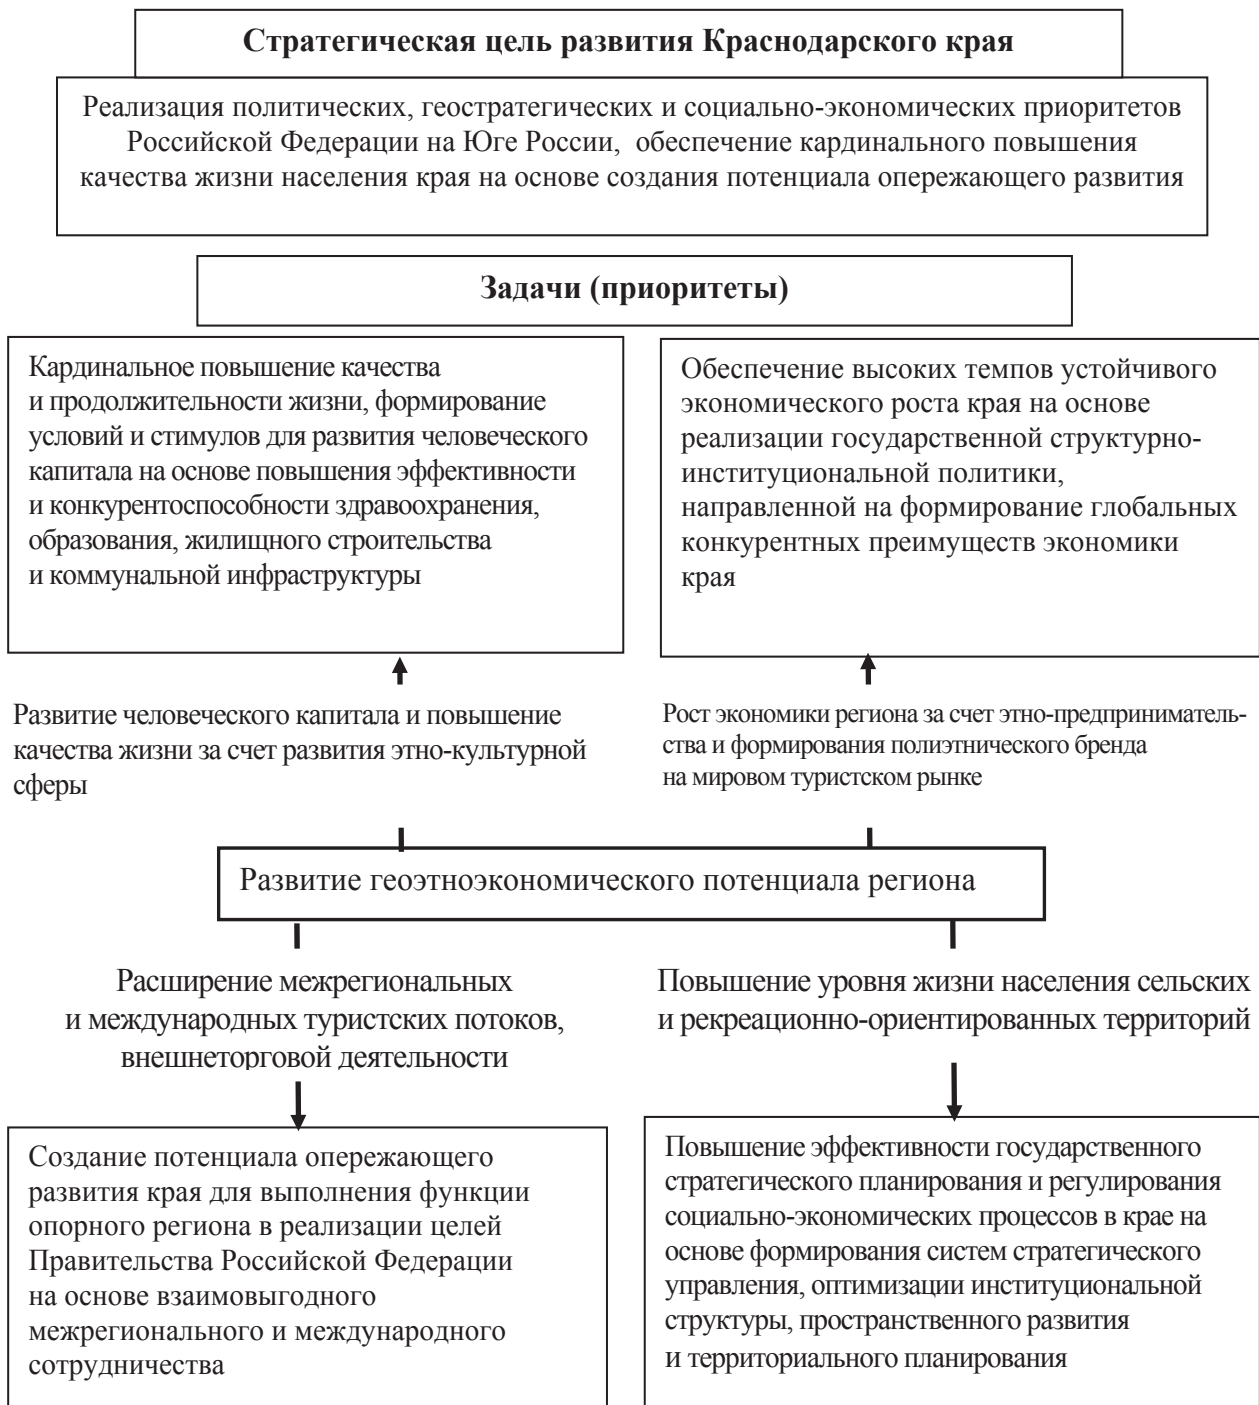 Стратегическая цель развития Краснодарского края
Реализация политических, геостратегических и социально-экономических приоритетов
Российской Федерации на Юге России, обеспечение кардинального повышения
качества жизни населения края на основе создания потенциала опережающего развития
Задачи (приоритеты)
Кардинальное повышение качества
и продолжительности жизни, формирование
условий и стимулов для развития человеческого
капитала на основе повышения эффективности
и конкурентоспособности здравоохранения,
образования, жилищного строительства
и коммунальной инфраструктуры
Обеспечение высоких темпов устойчивого
экономического роста края на основе
реализации государственной структурно-
институциональной политики,
направленной на формирование глобальных
конкурентных преимуществ экономики
края
Развитие человеческого капитала и повышение
качества жизни за счет развития этно-культурной
сферы
Рост экономики региона за счет этно-предприниматель-
ства и формирования полиэтнического бренда
на мировом туристском рынке
Развитие геоэтноэкономического потенциала региона
Расширение межрегиональных
и международных туристских потоков,
внешнеторговой деятельности
Повышение уровня жизни населения сельских
и рекреационно-ориентированных территорий
Создание потенциала опережающего
развития края для выполнения функции
опорного региона в реализации целей
Правительства Российской Федерации
на основе взаимовыгодного
межрегионального и международного
сотрудничества
Повышение эффективности государственного
стратегического планирования и регулирования
социально-экономических процессов в крае на
основе формирования систем стратегического
управления, оптимизации институциональной
структуры, пространственного развития
и территориального планирования